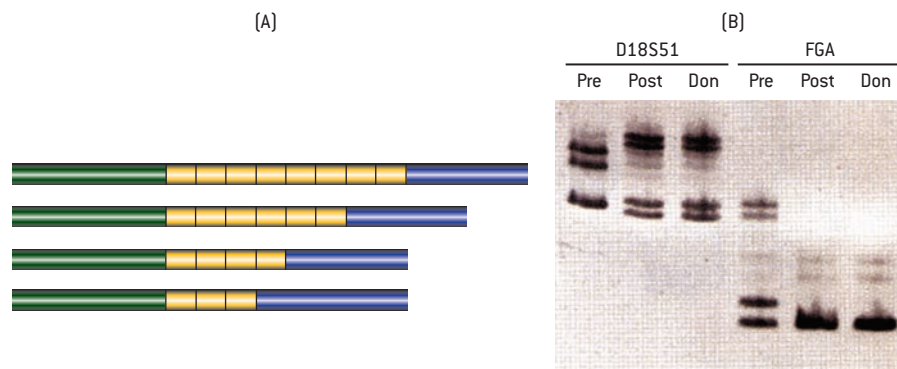 (A)
(B)
D18S51 FGA
Pre Post Don Pre Post Don